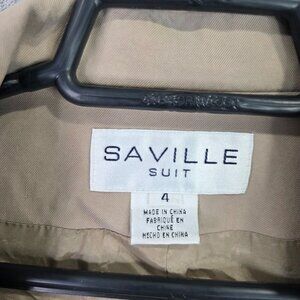 SAVILLE
SUIT
4
MADE IN CHINA
FABRIQUÉ EN
CHINE
HECHO EN CHINA